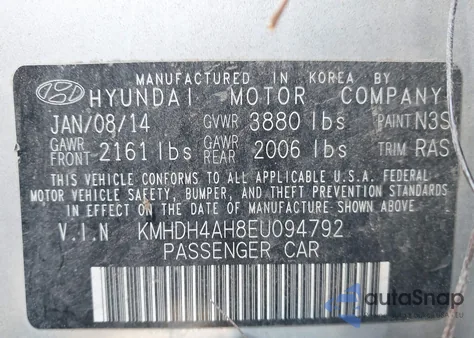 MANUFACTURED IN KOREA BY
HYUNDAI MOTOR COMPANY
JAN/08/14 GVWR 3880 lbs PAINT N3S
GAWR FRONT 2161 lbs GAWR REAR 2006 lbs TRIM RAS
THIS VEHICLE CONFORMS TO ALL APPLICABLE U.S.A. FEDERAL
MOTOR VEHICLE SAFETY, BUMPER, AND THEFT PREVENTION STANDARDS
IN EFFECT ON THE DATE OF MANUFACTURE SHOWN ABOVE.
V.I.N KMHDH4AH8EU094792
PASSENGER CAR
autoSnap